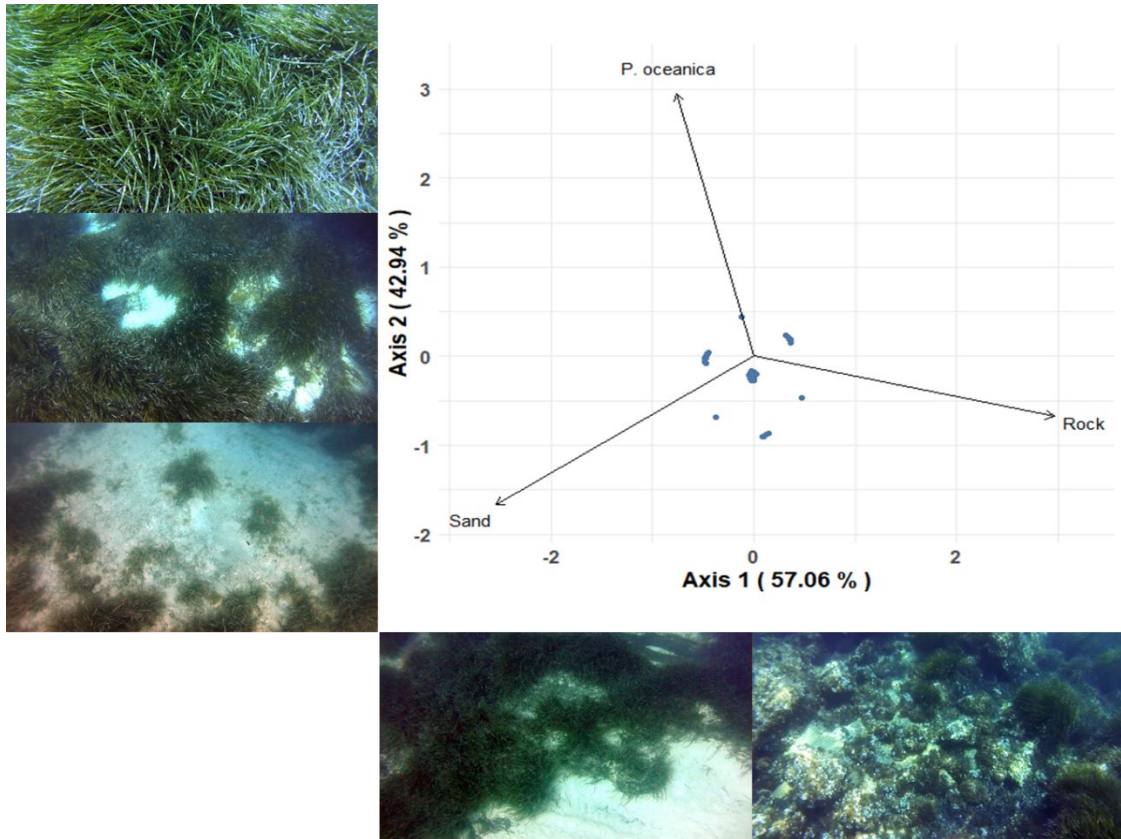 P. oceanica
3
2
1
0
-1
-2
Axis 2 ( 42.94 % )
Rock
Sand
-2
0
2
Axis 1 ( 57.06 % )